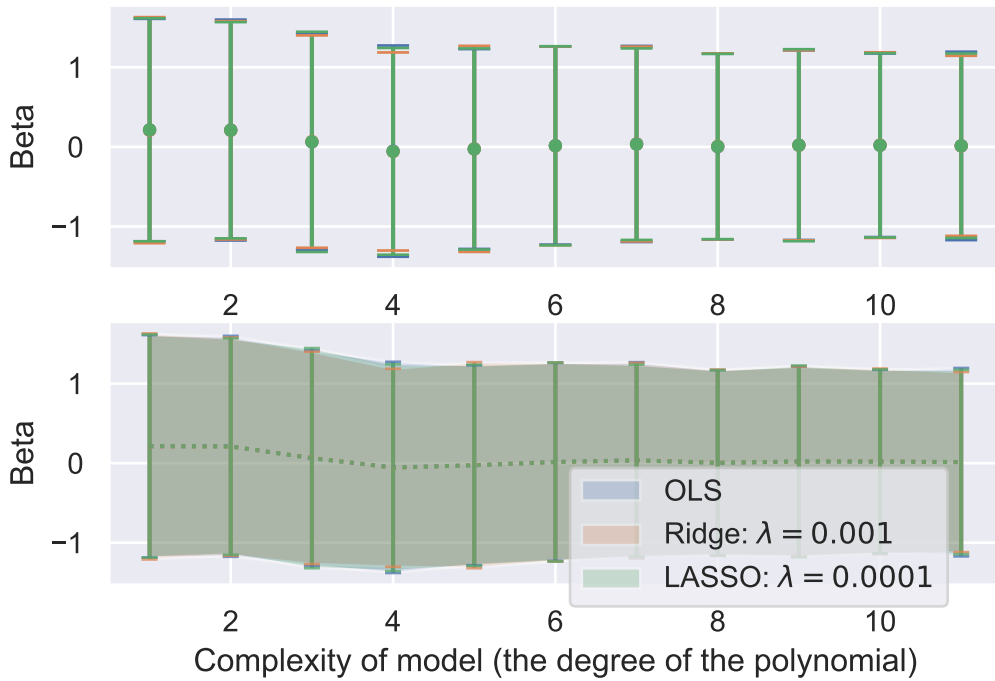 1
Beta
0
−1
2 4 6 8 10
1
Beta
0
OLS
Ridge: λ = 0.001
−1
LASSO: λ = 0.0001
2 4 6 8 10
Complexity of model (the degree of the polynomial)